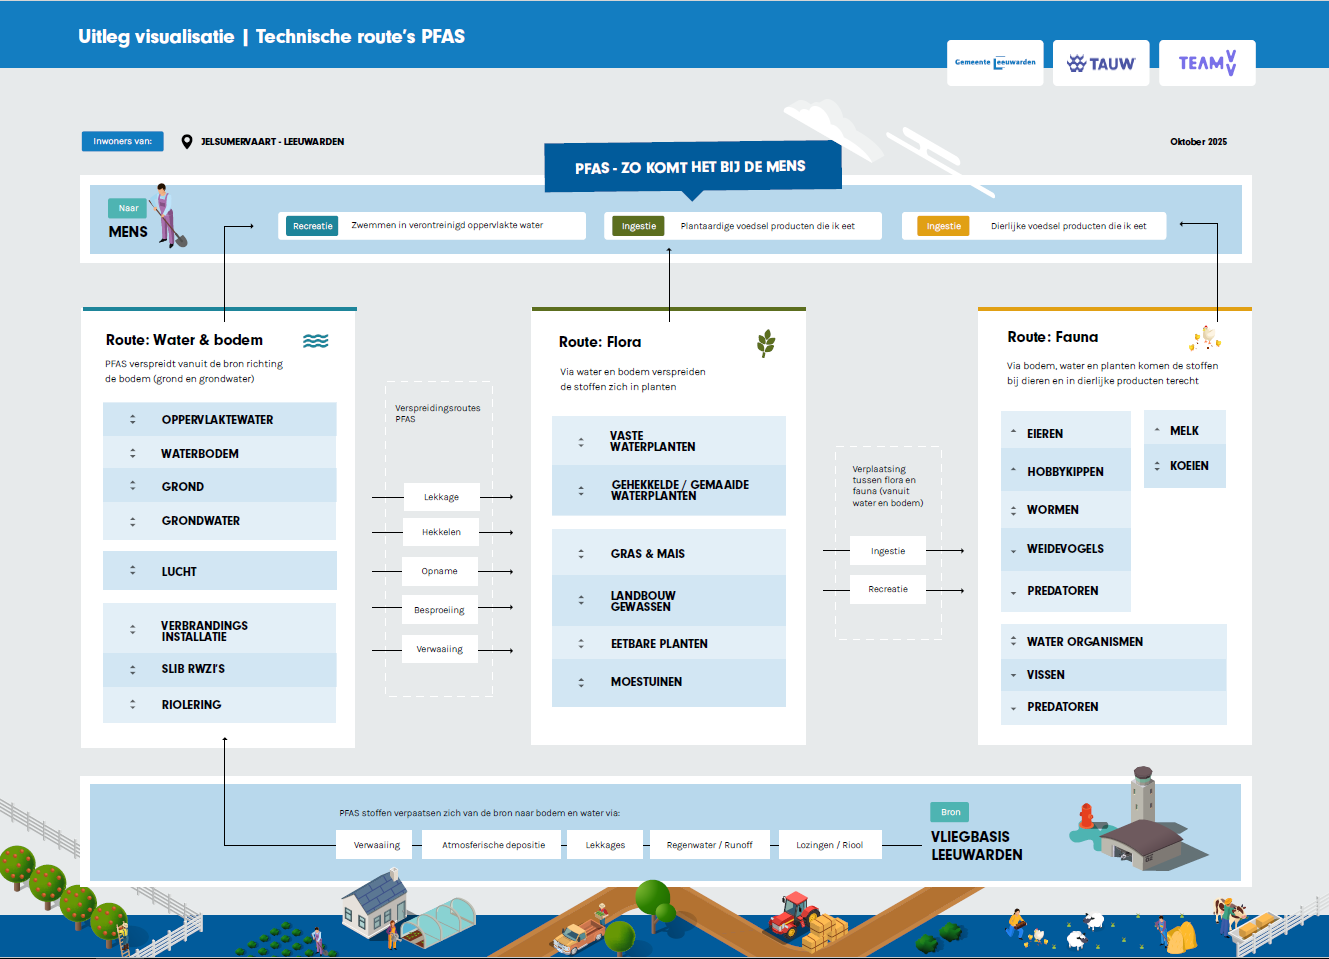 Uitleg visualisatie | Technische route's PFAS
Gemeente Leeuwarden
TAUW
TEAM VV
Inwoners van:
JELSUMERVAART - LEEUWARDEN
Oktober 2025
PFAS - ZO KOMT HET BIJ DE MENS
Naar
MENS
Recreatie
Zwemmen in verontreinigd oppervlakte water
Ingestie
Plantaardige voedsel producten die ik eet
Ingestie
Dierlijke voedsel producten die ik eet
Route: Water & bodem
PFAS verspreidt vanuit de bron richting
de bodem (grond en grondwater)
OPPERVLAKTEWATER
WATERBODEM
GROND
GRONDWATER
LUCHT
VERBRANDINGS
INSTALLATIE
SLIB RWZI'S
RIOLERING
Verspreidingsroutes
PFAS
Lekkage
Hekkelen
Opname
Besproeiing
Verwaaiing
Route: Flora
Via water en bodem verspreiden
de stoffen zich in planten
VASTE
WATERPLANTEN
GEHEKKELDE / GEMAAIDE
WATERPLANTEN
GRAS & MAIS
LANDBOUW
GEWASSEN
EETBARE PLANTEN
MOESTUINEN
Verplaatsing
tussen flora en
fauna (vanuit
water en bodem)
Ingestie
Recreatie
Route: Fauna
Via bodem, water en planten komen de stoffen
bij dieren en in dierlijke producten terecht
EIEREN
HOBBYKIPPEN
WORMEN
WEIDEVOGELS
PREDATOREN
MELK
KOEIEN
WATER ORGANISMEN
VISSEN
PREDATOREN
PFAS stoffen verpaatsen zich van de bron naar bodem en water via:
Verwaaiing
Atmosferische depositie
Lekkages
Regenwater / Runoff
Lozingen / Riool
Bron
VLIEGBASIS
LEEUWARDEN